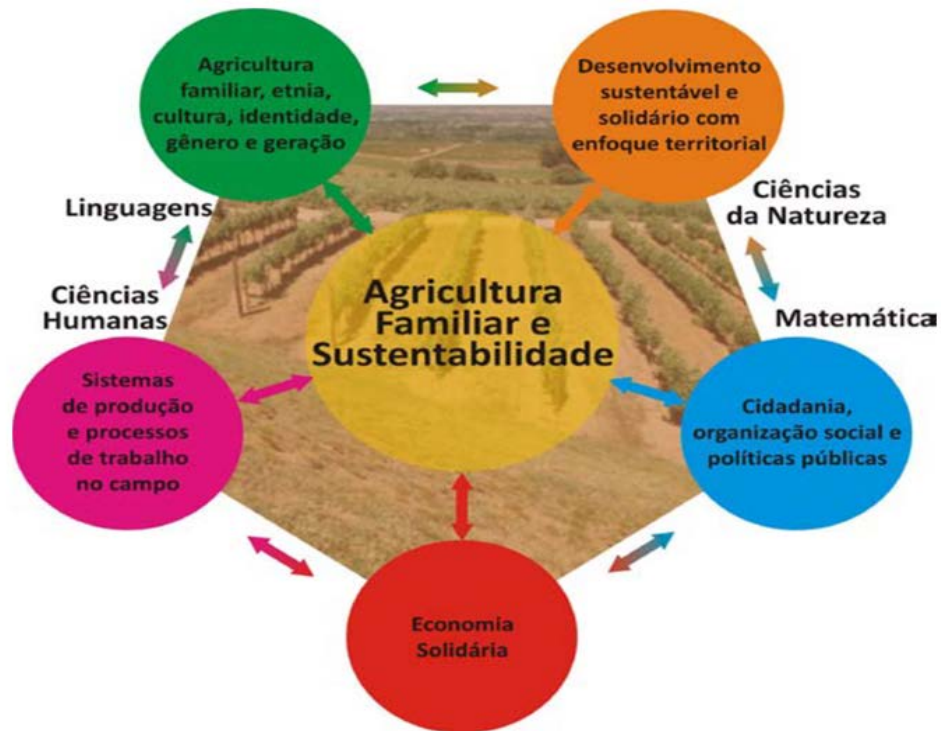 Agricultura
familiar, etnia,
cultura, identidade,
gênero e geração
Desenvolvimento
sustentável e
solidário com
enfoque territorial
Linguagens
Ciências
Humanas
Ciências
da Natureza
Matemática
Agricultura
Familiar e
Sustentabilidade
Sistemas
de produção
e processos
de trabalho
no campo
Cidadania,
organização social e
políticas públicas
Economia
Solidária